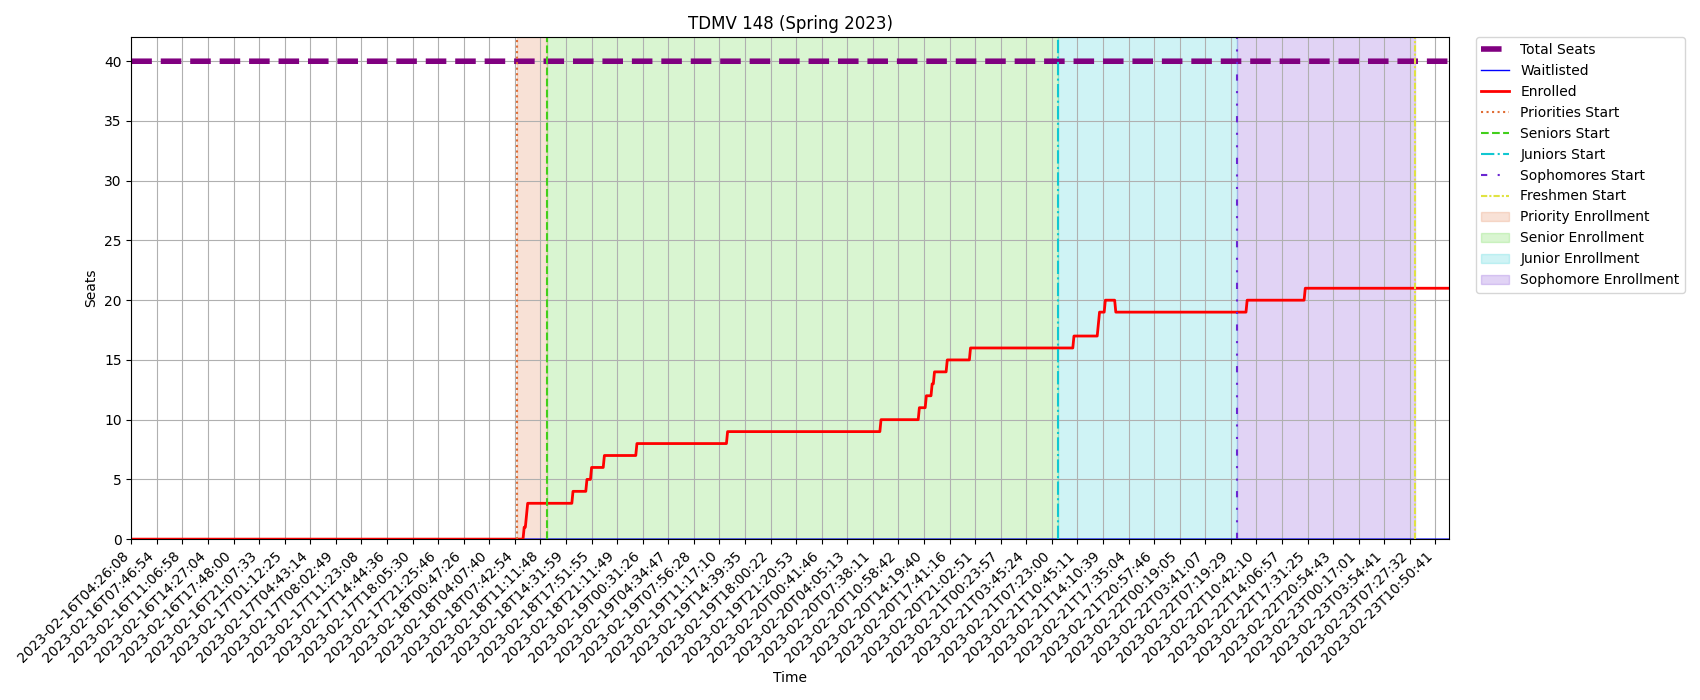 TDMV 148 (Spring 2023)
Seats
40
35
30
25
20
15
10
5
0
2023-02-16T04:26:08
2023-02-16T07:46:54
2023-02-16T11:06:58
2023-02-16T14:27:04
2023-02-16T17:48:00
2023-02-16T21:07:33
2023-02-17T01:12:25
2023-02-17T04:43:14
2023-02-17T08:02:49
2023-02-17T11:23:08
2023-02-17T14:44:36
2023-02-17T18:05:30
2023-02-17T21:25:46
2023-02-18T00:47:26
2023-02-18T04:07:40
2023-02-18T07:42:54
2023-02-18T11:11:48
2023-02-18T14:31:59
2023-02-18T17:51:55
2023-02-18T21:11:49
2023-02-19T00:31:26
2023-02-19T04:34:47
2023-02-19T07:56:28
2023-02-19T11:17:10
2023-02-19T14:39:35
2023-02-19T18:00:22
2023-02-19T21:20:53
2023-02-20T00:41:46
2023-02-20T04:05:13
2023-02-20T07:38:11
2023-02-20T10:58:42
2023-02-20T14:19:40
2023-02-20T17:41:16
2023-02-20T21:02:51
2023-02-21T00:23:57
2023-02-21T03:45:24
2023-02-21T07:23:00
2023-02-21T10:45:11
2023-02-21T14:10:39
2023-02-21T17:35:04
2023-02-21T20:57:46
2023-02-22T00:19:05
2023-02-22T03:41:07
2023-02-22T07:19:29
2023-02-22T10:42:10
2023-02-22T14:06:57
2023-02-22T17:31:25
2023-02-22T20:54:43
2023-02-23T00:17:01
2023-02-23T03:54:41
2023-02-23T07:27:32
2023-02-23T10:50:41
Time
Total Seats
Waitlisted
Enrolled
Priorities Start
Seniors Start
Juniors Start
Sophomores Start
Freshmen Start
Priority Enrollment
Senior Enrollment
Junior Enrollment
Sophomore Enrollment